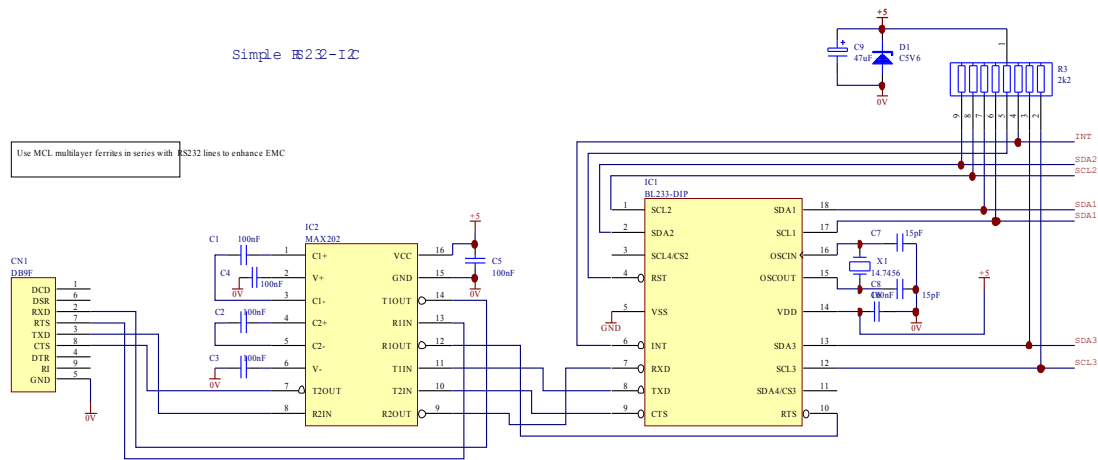 Simple RS232-I2C
Use MCL multilayer ferrites in series with RS232 lines to enhance EMC
+5
C9
47uF
D1
C5V6
0V
1
R3
2k2
9
8
7
6
5
4
3
2
INT
SDA2
SCL2
SDA1
SDA1
SDA3
SCL3
CN1
DB9F
DCD
1
DSR
6
RXD
2
RTS
7
TXD
3
CTS
8
DTR
4
RI
9
GND
5
0V
C1
100nF
C4
100nF
0V
C2
100nF
C3
100nF
0V
IC2
MAX202
1
C1+
VCC
16
2
V+
GND
15
3
C1-
T1OUT
14
4
C2+
R1IN
13
5
C2-
R1OUT
12
6
V-
T1IN
11
7
T2OUT
T2IN
10
8
R2IN
R2OUT
9
+5
C5
100nF
0V
IC1
BL233-DIP
1
SCL2
SDA1
18
2
SDA2
SCL1
17
3
SCL4/CS2
OSCIN
16
4
RST
OSCOUT
15
5
VSS
VDD
14
6
INT
SDA3
13
7
RXD
SCL3
12
8
TXD
SDA4/CS3
11
9
CTS
RTS
10
GND
C7
15pF
X1
14.7456
C8
15pF
100nF
+5
0V